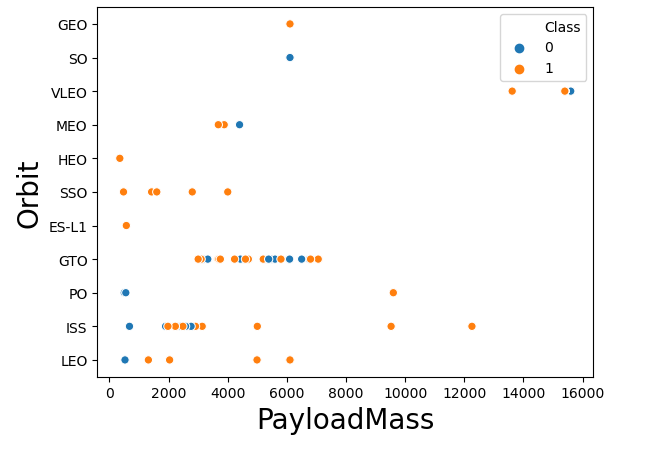 GEO
SO
VLEO
MEO
HEO
SSO
ES-L1
GTO
PO
ISS
LEO
Orbit
Class
0
1
0 2000 4000 6000 8000 10000 12000 14000 16000
PayloadMass